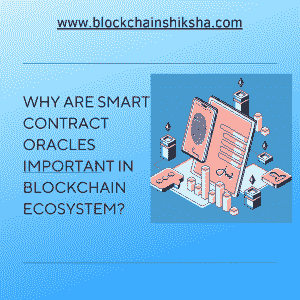 www.blockchainshiksha.com
WHY ARE SMART
CONTRACT
ORACLES
IMPORTANT IN
BLOCKCHAIN
ECOSYSTEM?